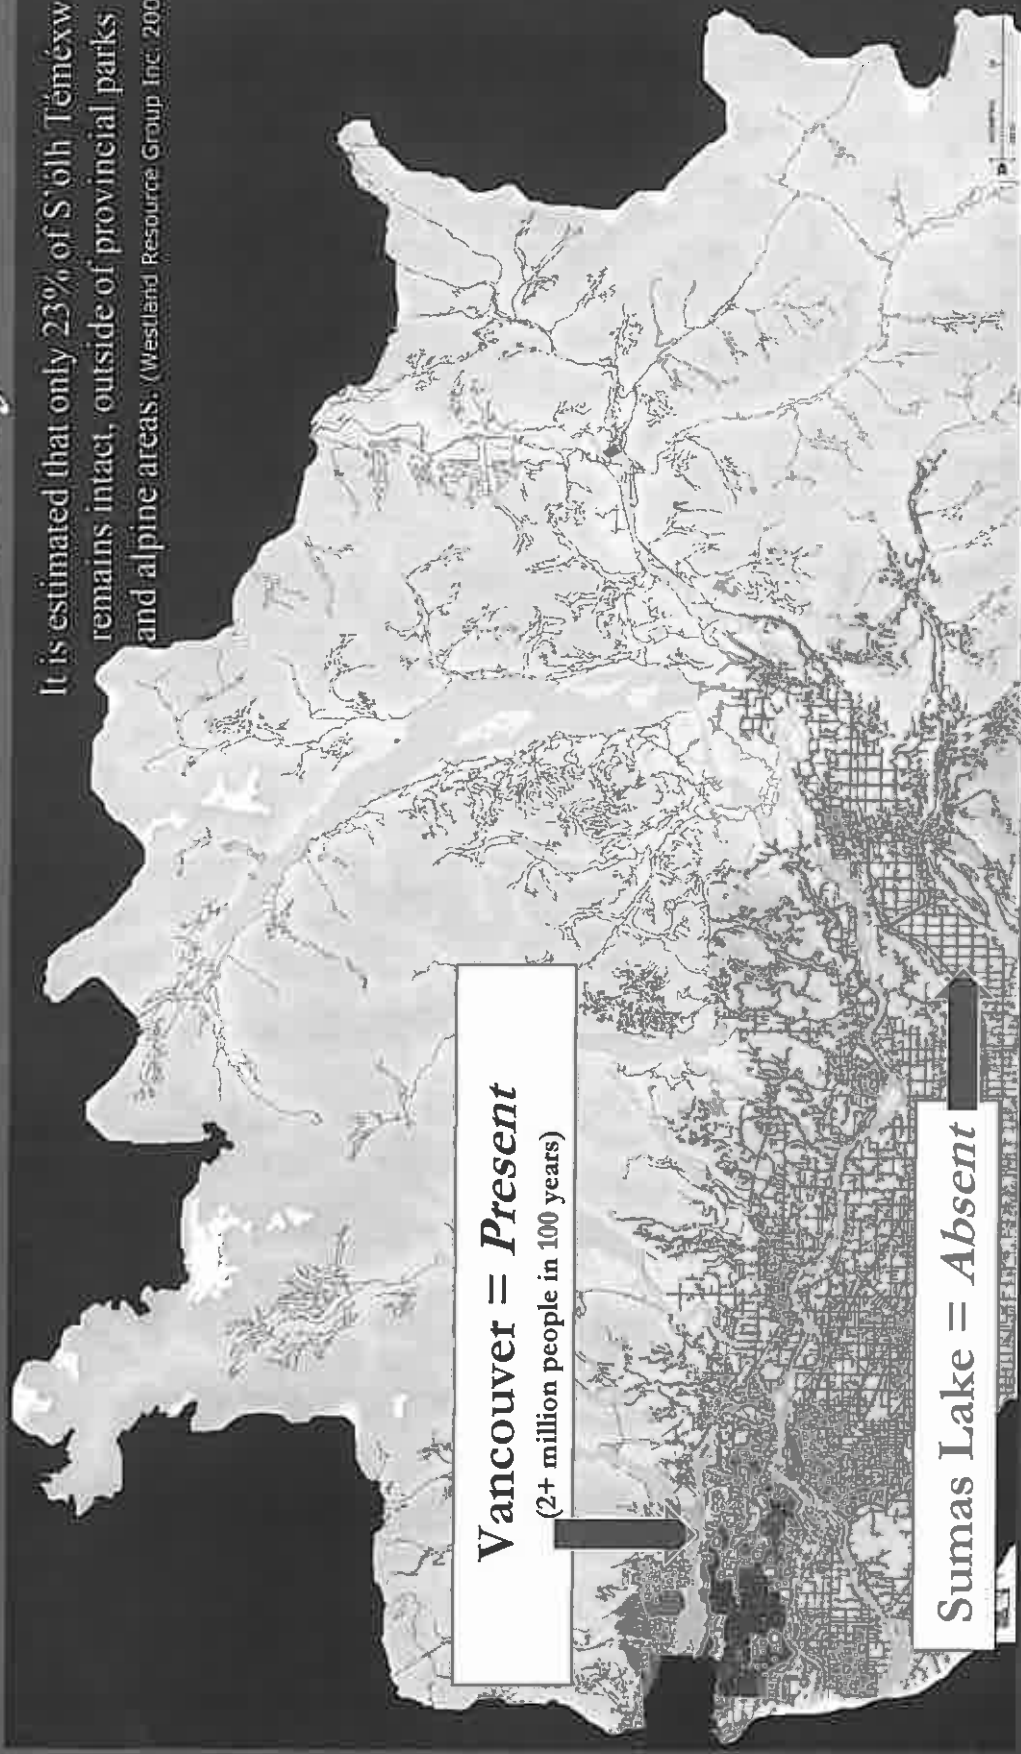 It is estimated that only 23% of S'ólh Téméxw
remains intact, outside of provincial parks
and alpine areas. (Westland Resource Group Inc.
Vancouver = Present
(2+ million people in 100 years)
Sumas Lake = Absent